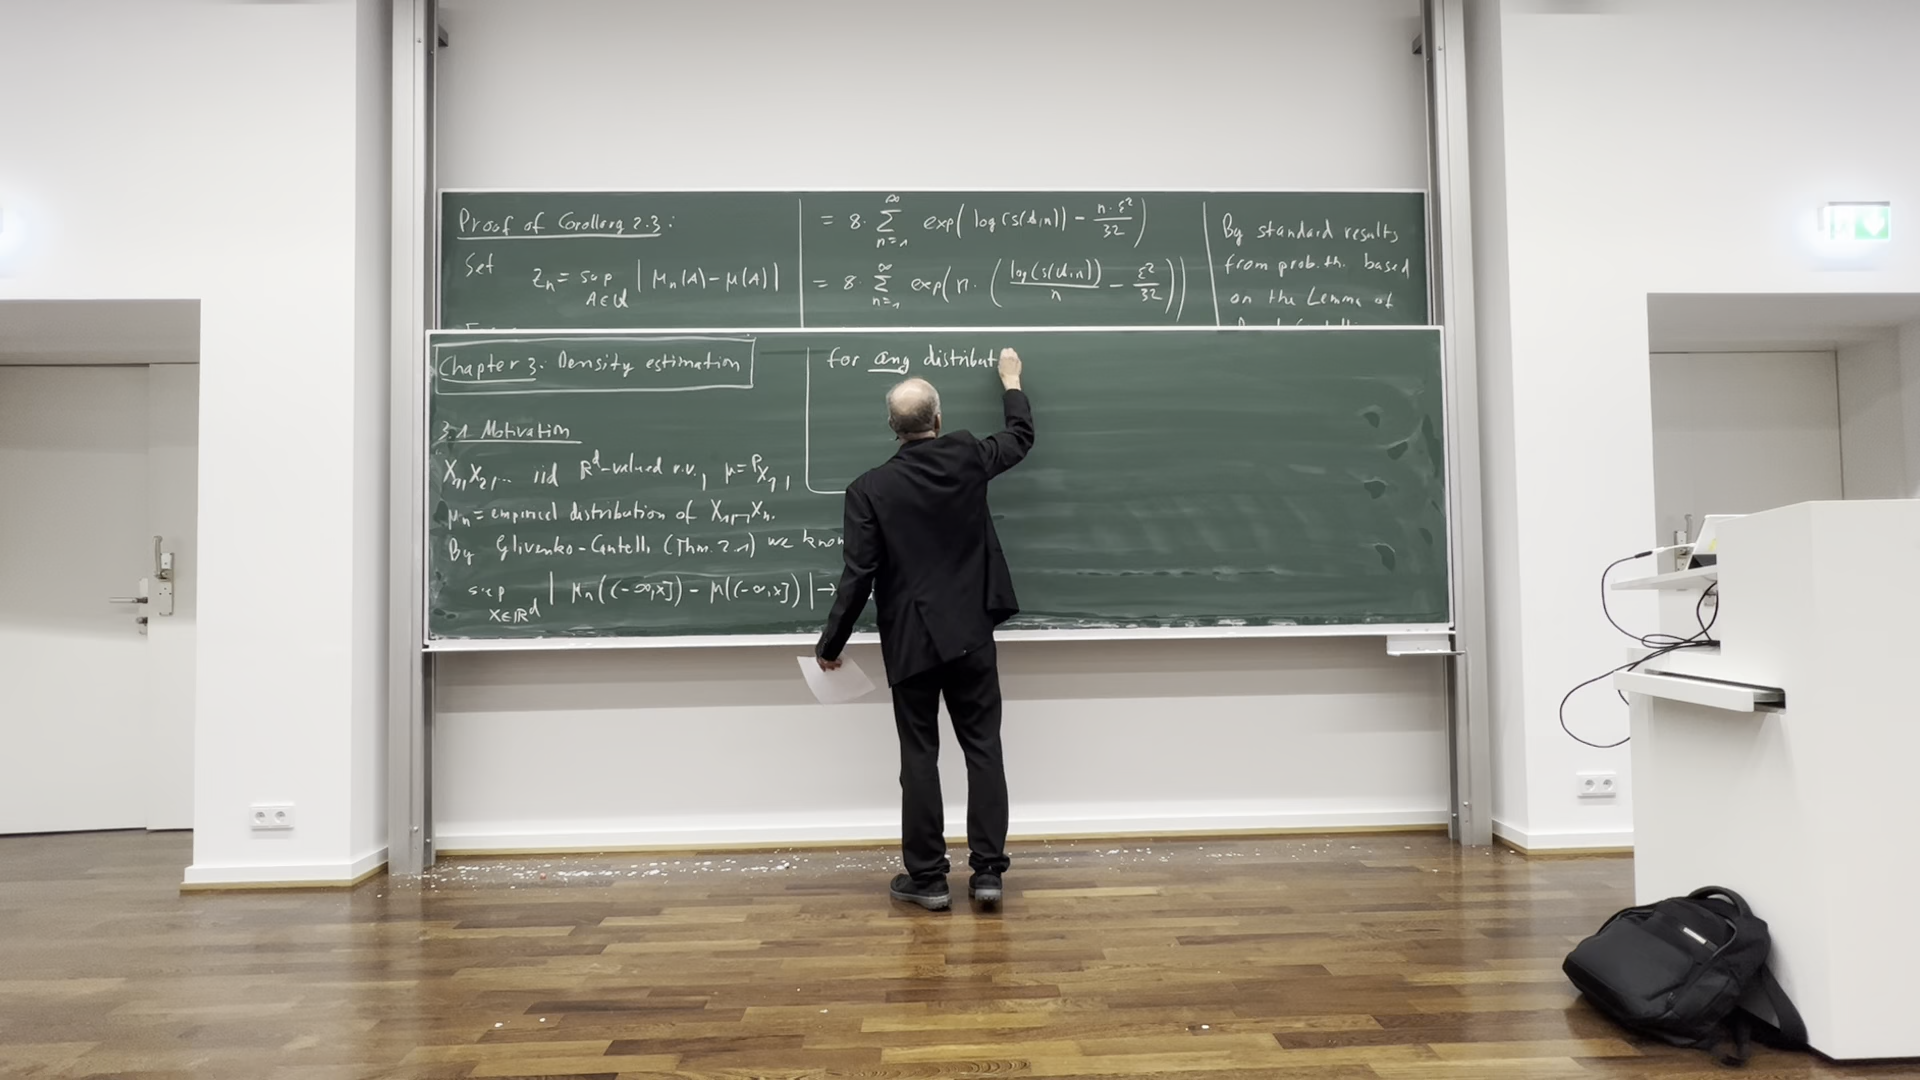 Proof of Corollary 2.3:
Set
Z_n = sup_{A∈𝒜} | μ_n(A) − μ(A) |
= 8 · ∑_{n=1}^{∞} exp( log(s(𝒜,n)) − n·ε²/32 )
= 8 · ∑_{n=1}^{∞} exp( n · ( log(s(𝒜,n))/n − ε²/32 ) )
By standard results
from prob. th. based
on the Lemma of
Chapter 3: Density estimation
3.1 Motivation
X_1, X_2, ... iid ℝ^d-valued r.v., μ = P_{X_1},
μ_n = empirical distribution of X_1, ..., X_n.
By Glivenko-Cantelli (Thm. 2.1) we know
sup_{x∈ℝ^d} | μ_n((−∞,x]) − μ((−∞,x]) | →
for any distribut